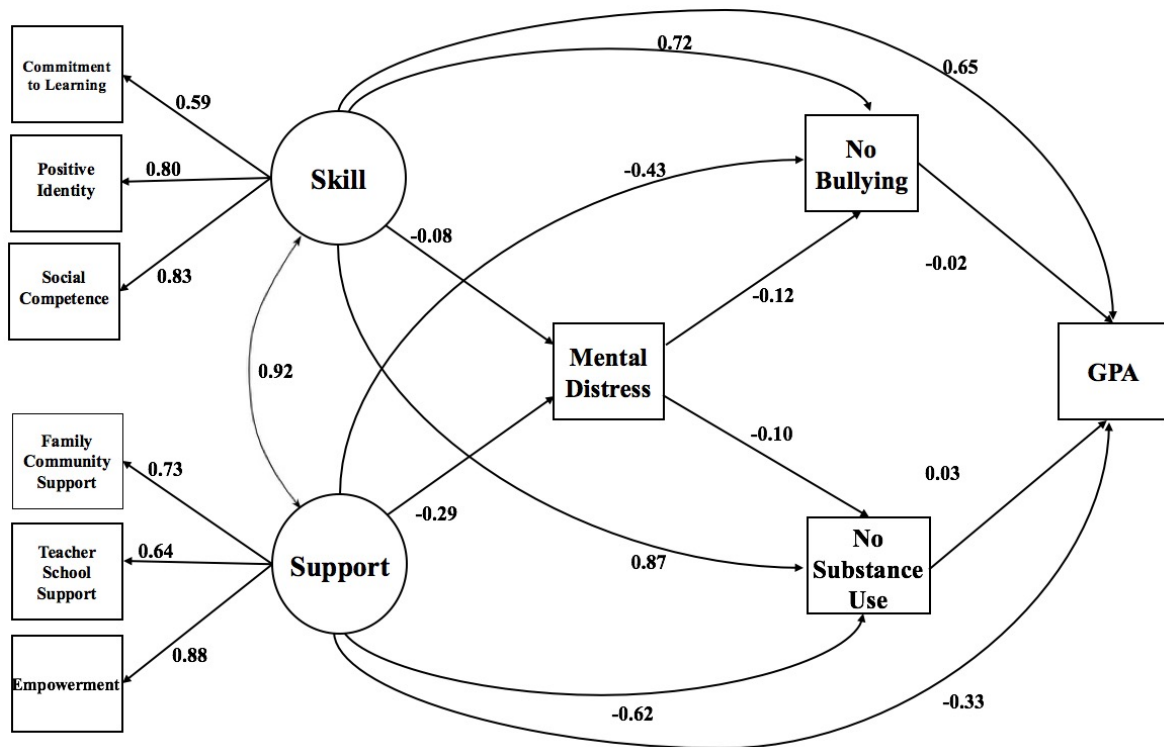 Commitment
to Learning
0.59
Positive
Identity
0.80
Social
Competence
0.83
Skill
0.72
0.65
-0.43
-0.08
No
Bullying
-0.02
-0.12
Mental
Distress
GPA
0.92
Family
Community
Support
0.73
-0.10
0.03
-0.29
Teacher
School
Support
0.64
Support
0.87
No
Substance
Use
Empowerment
0.88
-0.62
-0.33